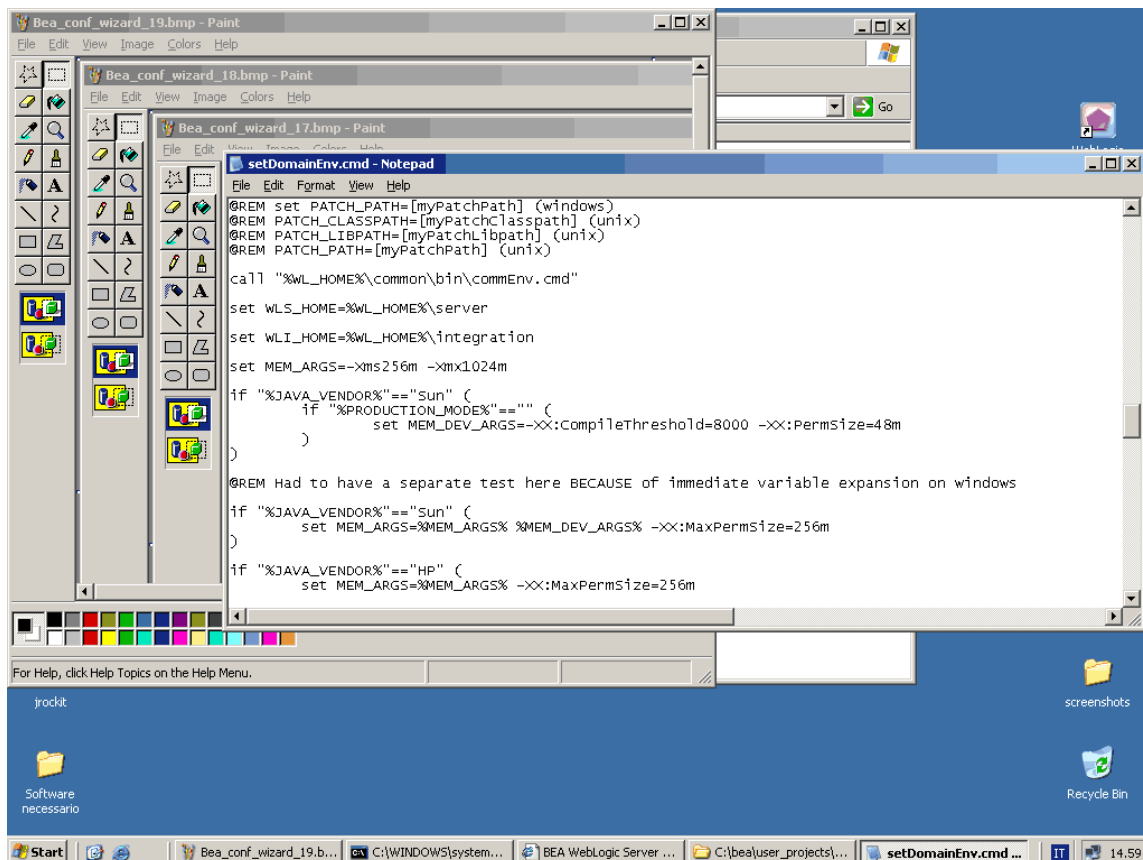 Bea_conf_wizard_19.bmp - Paint
File Edit View Image Colors Help
Bea_conf_wizard_18.bmp - Paint
File Edit View Image Colors Help
Go
Bea_conf_wizard_17.bmp - Paint
File Edit View Image Colors Help
setDomainEnv.cmd - Notepad
File Edit Format View Help
@REM set PATCH_PATH=[myPatchPath] (windows)
@REM PATCH_CLASSPATH=[myPatchClasspath] (unix)
@REM PATCH_LIBPATH=[myPatchLibpath] (unix)
@REM PATCH_PATH=[myPatchPath] (unix)
call "%WL_HOME%\common\bin\commEnv.cmd"
set WLS_HOME=%WL_HOME%\server
set WLI_HOME=%WL_HOME%\integration
set MEM_ARGS=-Xms256m -Xmx1024m
if "%JAVA_VENDOR%"=="Sun" (
if "%PRODUCTION_MODE%"=="" (
set MEM_DEV_ARGS=-XX:CompileThreshold=8000 -XX:PermSize=48m
)
)
@REM Had to have a separate test here BECAUSE of immediate variable expansion on windows
if "%JAVA_VENDOR%"=="Sun" (
set MEM_ARGS=%MEM_ARGS% %MEM_DEV_ARGS% -XX:MaxPermSize=256m
)
if "%JAVA_VENDOR%"=="HP" (
set MEM_ARGS=%MEM_ARGS% -XX:MaxPermSize=256m
For Help, click Help Topics on the Help Menu.
jrockit
screenshots
Software
necessario
Recycle Bin
Start
Bea_conf_wizard_19.b...
C:\WINDOWS\system...
BEA WebLogic Server ...
C:\bea\user_projects\...
setDomainEnv.cmd ...
IT
14.59